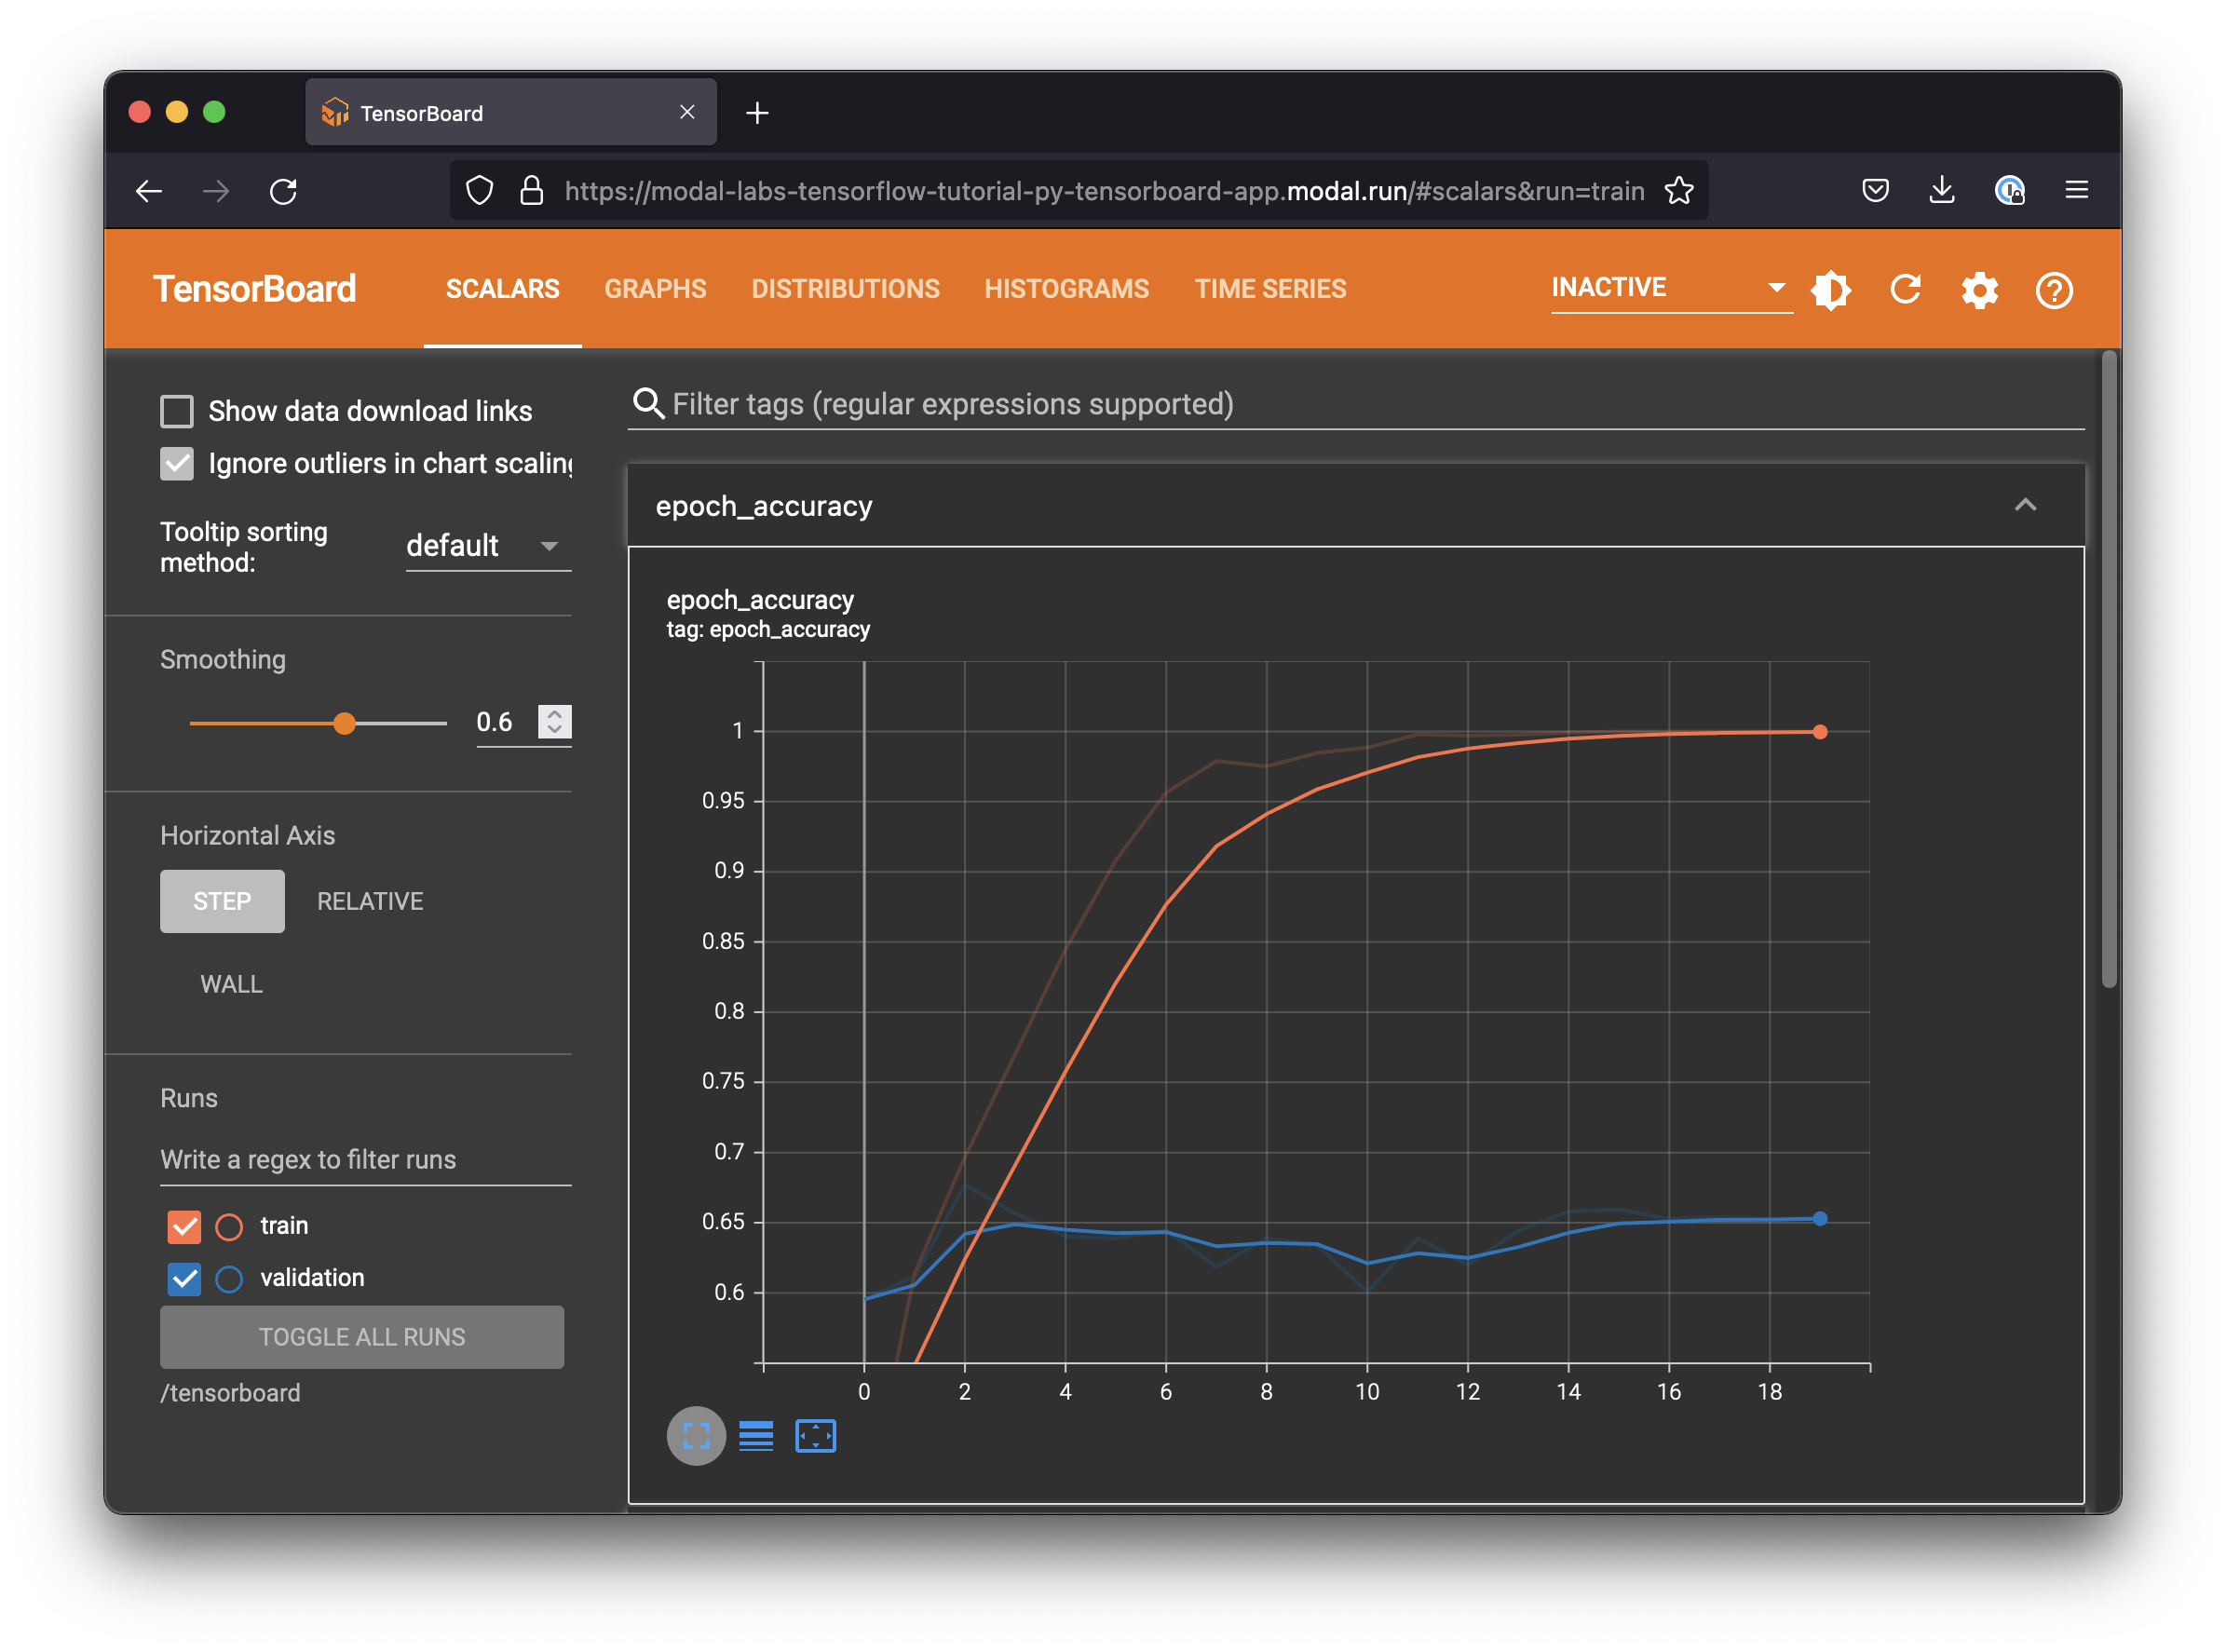 TensorBoard
https://modal-labs-tensorflow-tutorial-py-tensorboard-app.modal.run/#scalars&run=train
TensorBoard
SCALARS
GRAPHS
DISTRIBUTIONS
HISTOGRAMS
TIME SERIES
INACTIVE
Show data download links
Ignore outliers in chart scaling
Tooltip sorting
method:
default
Smoothing
0.6
Horizontal Axis
STEP
RELATIVE
WALL
Runs
Write a regex to filter runs
train
validation
TOGGLE ALL RUNS
/tensorboard
Filter tags (regular expressions supported)
epoch_accuracy
epoch_accuracy
tag: epoch_accuracy
1
0.95
0.9
0.85
0.8
0.75
0.7
0.65
0.6
0 2 4 6 8 10 12 14 16 18